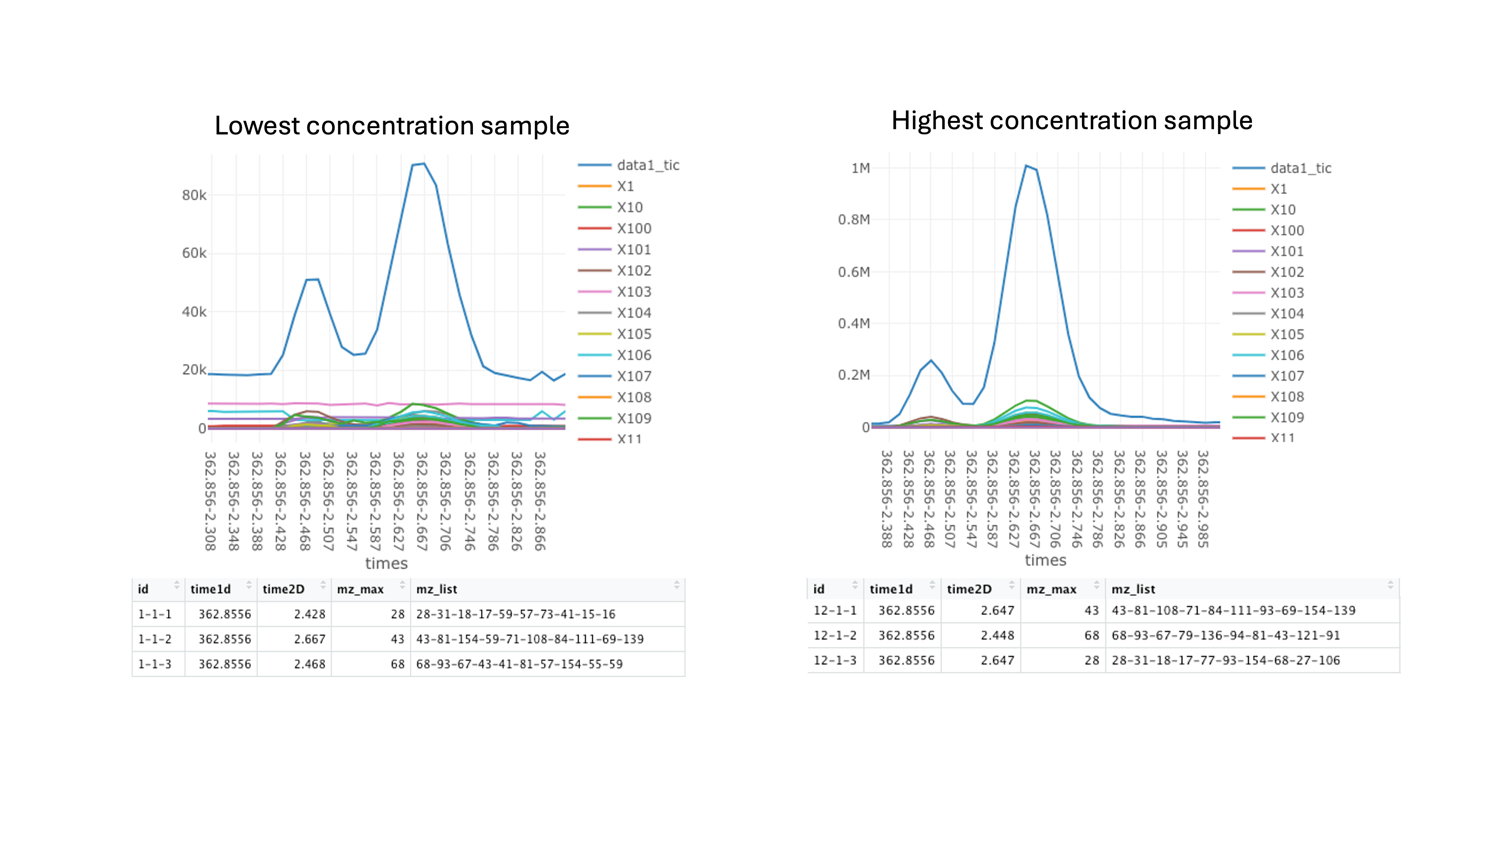 Lowest concentration sample
80k
60k
40k
20k
0
data1_tic
X1
X10
X100
X101
X102
X103
X104
X105
X106
X107
X108
X109
X11
362.856-2.308
362.856-2.348
362.856-2.388
362.856-2.428
362.856-2.468
362.856-2.507
362.856-2.547
362.856-2.587
362.856-2.627
362.856-2.667
362.856-2.706
362.856-2.746
362.856-2.786
362.856-2.826
362.856-2.866
times
id time1d time2D mz_max mz_list
1-1-1 362.8556 2.428 28 28-31-18-17-59-57-73-41-15-16
1-1-2 362.8556 2.667 43 43-81-154-59-71-108-84-111-69-139
1-1-3 362.8556 2.468 68 68-93-67-43-41-81-57-154-55-59
Highest concentration sample
1M
0.8M
0.6M
0.4M
0.2M
0
data1_tic
X1
X10
X100
X101
X102
X103
X104
X105
X106
X107
X108
X109
X11
362.856-2.388
362.856-2.428
362.856-2.468
362.856-2.507
362.856-2.547
362.856-2.587
362.856-2.627
362.856-2.667
362.856-2.706
362.856-2.746
362.856-2.786
362.856-2.826
362.856-2.866
362.856-2.905
362.856-2.945
362.856-2.985
times
id time1d time2D mz_max mz_list
12-1-1 362.8556 2.647 43 43-81-108-71-84-111-93-69-154-139
12-1-2 362.8556 2.448 68 68-93-67-79-136-94-81-43-121-91
12-1-3 362.8556 2.647 28 28-31-18-17-77-93-154-68-27-106